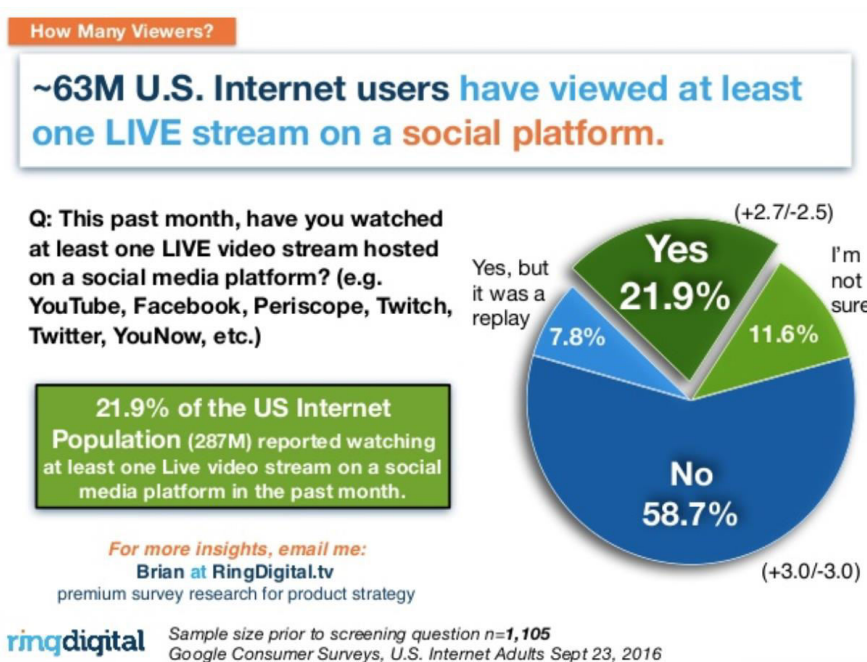 How Many Viewers?
~63M U.S. Internet users have viewed at least
one LIVE stream on a social platform.
Q: This past month, have you watched
at least one LIVE video stream hosted
on a social media platform? (e.g.
YouTube, Facebook, Periscope, Twitch,
Twitter, YouNow, etc.)
21.9% of the US Internet
Population (287M) reported watching
at least one Live video stream on a social
media platform in the past month.
For more insights, email me:
Brian at RingDigital.tv
premium survey research for product strategy
(+2.7/-2.5)
Yes
21.9%
Yes, but
it was a
replay
7.8%
I'm
not
sure
11.6%
No
58.7%
(+3.0/-3.0)
ringdigital
Sample size prior to screening question n=1,105
Google Consumer Surveys, U.S. Internet Adults Sept 23, 2016